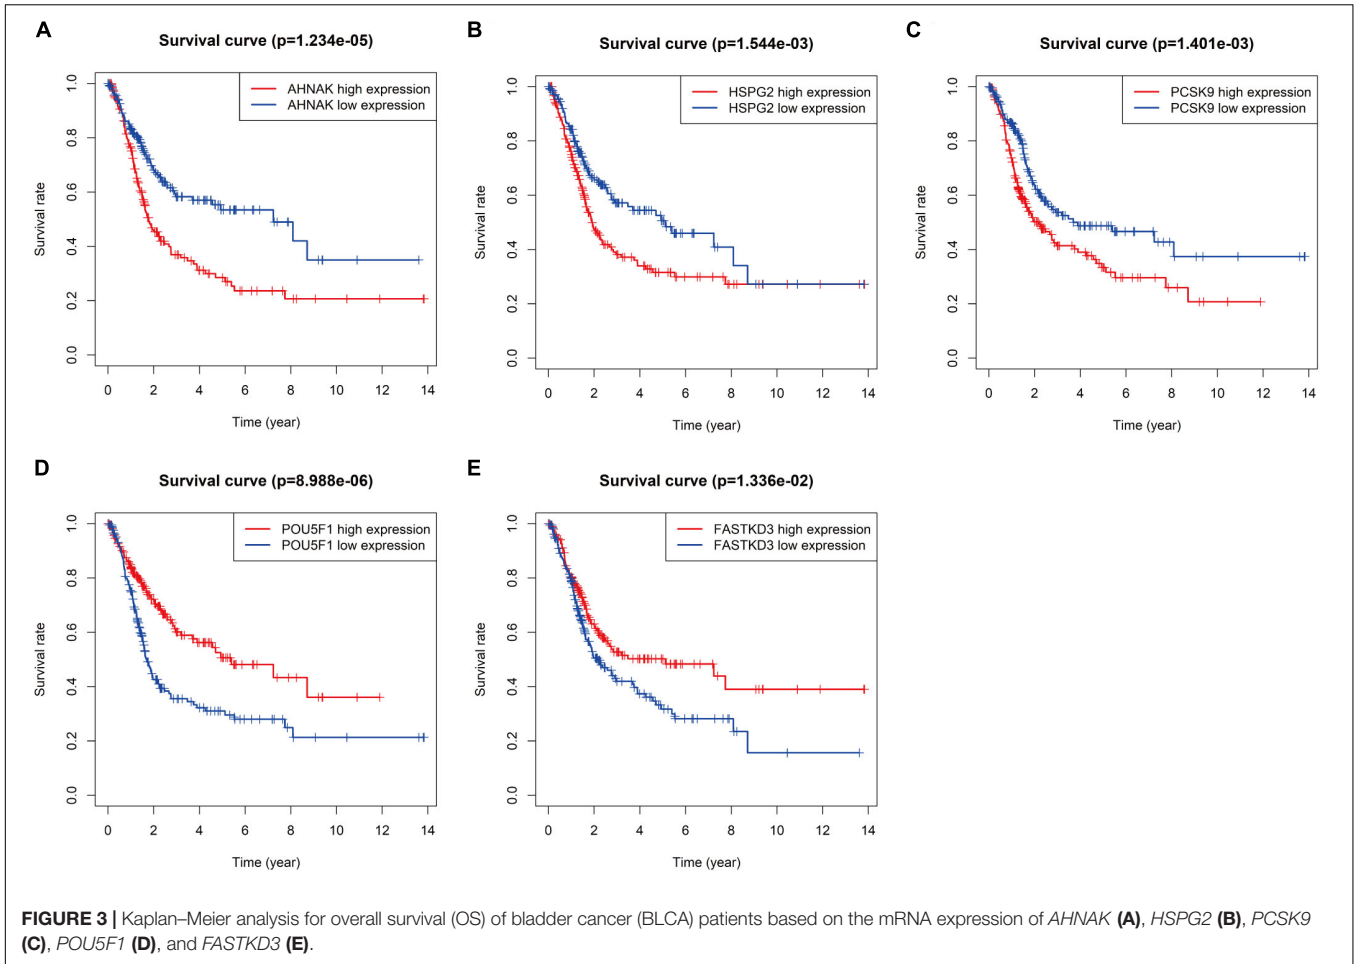 A
Survival curve (p=1.234e-05)
AHNAK high expression
AHNAK low expression
Survival rate
1.0
0.8
0.6
0.4
0.2
0.0
0 2 4 6 8 10 12 14
Time (year)
B
Survival curve (p=1.544e-03)
HSPG2 high expression
HSPG2 low expression
Survival rate
1.0
0.8
0.6
0.4
0.2
0.0
0 2 4 6 8 10 12 14
Time (year)
C
Survival curve (p=1.401e-03)
PCSK9 high expression
PCSK9 low expression
Survival rate
1.0
0.8
0.6
0.4
0.2
0.0
0 2 4 6 8 10 12 14
Time (year)
D
Survival curve (p=8.988e-06)
POU5F1 high expression
POU5F1 low expression
Survival rate
1.0
0.8
0.6
0.4
0.2
0.0
0 2 4 6 8 10 12 14
Time (year)
E
Survival curve (p=1.336e-02)
FASTKD3 high expression
FASTKD3 low expression
Survival rate
1.0
0.8
0.6
0.4
0.2
0.0
0 2 4 6 8 10 12 14
Time (year)
FIGURE 3 | Kaplan–Meier analysis for overall survival (OS) of bladder cancer (BLCA) patients based on the mRNA expression of AHNAK (A), HSPG2 (B), PCSK9
(C), POU5F1 (D), and FASTKD3 (E).